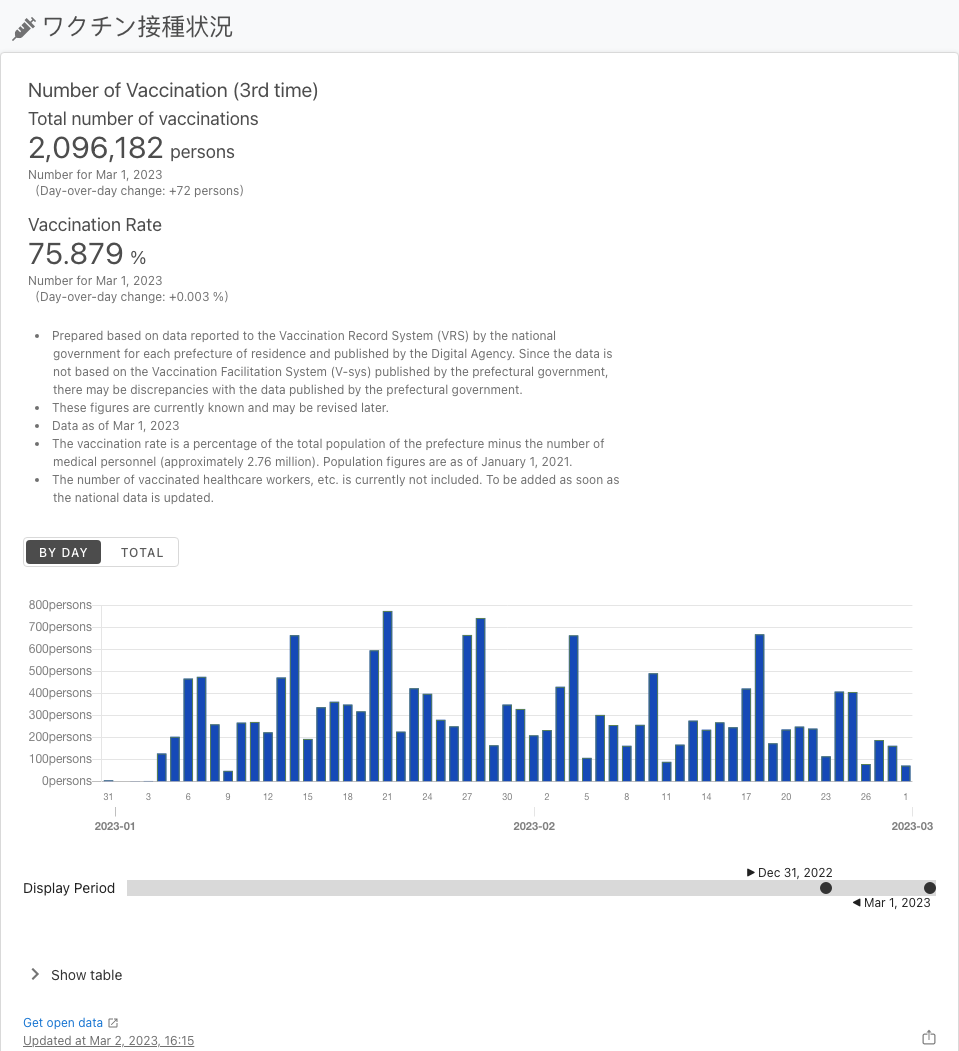 ワクチン接種状況
Number of Vaccination (3rd time)
Total number of vaccinations
2,096,182 persons
Number for Mar 1, 2023
(Day-over-day change: +72 persons)
Vaccination Rate
75.879 %
Number for Mar 1, 2023
(Day-over-day change: +0.003 %)
• Prepared based on data reported to the Vaccination Record System (VRS) by the national
government for each prefecture of residence and published by the Digital Agency. Since the data is
not based on the Vaccination Facilitation System (V-sys) published by the prefectural government,
there may be discrepancies with the data published by the prefectural government.
• These figures are currently known and may be revised later.
• Data as of Mar 1, 2023
• The vaccination rate is a percentage of the total population of the prefecture minus the number of
medical personnel (approximately 2.76 million). Population figures are as of January 1, 2021.
• The number of vaccinated healthcare workers, etc. is currently not included. To be added as soon as
the national data is updated.
BY DAY TOTAL
800persons
700persons
600persons
500persons
400persons
300persons
200persons
100persons
0persons
31 3 6 9 12 15 18 21 24 27 30 2 5 8 11 14 17 20 23 26 1
2023-01 2023-02 2023-03
Dec 31, 2022
Display Period
Mar 1, 2023
Show table
Get open data
Updated at Mar 2, 2023, 16:15